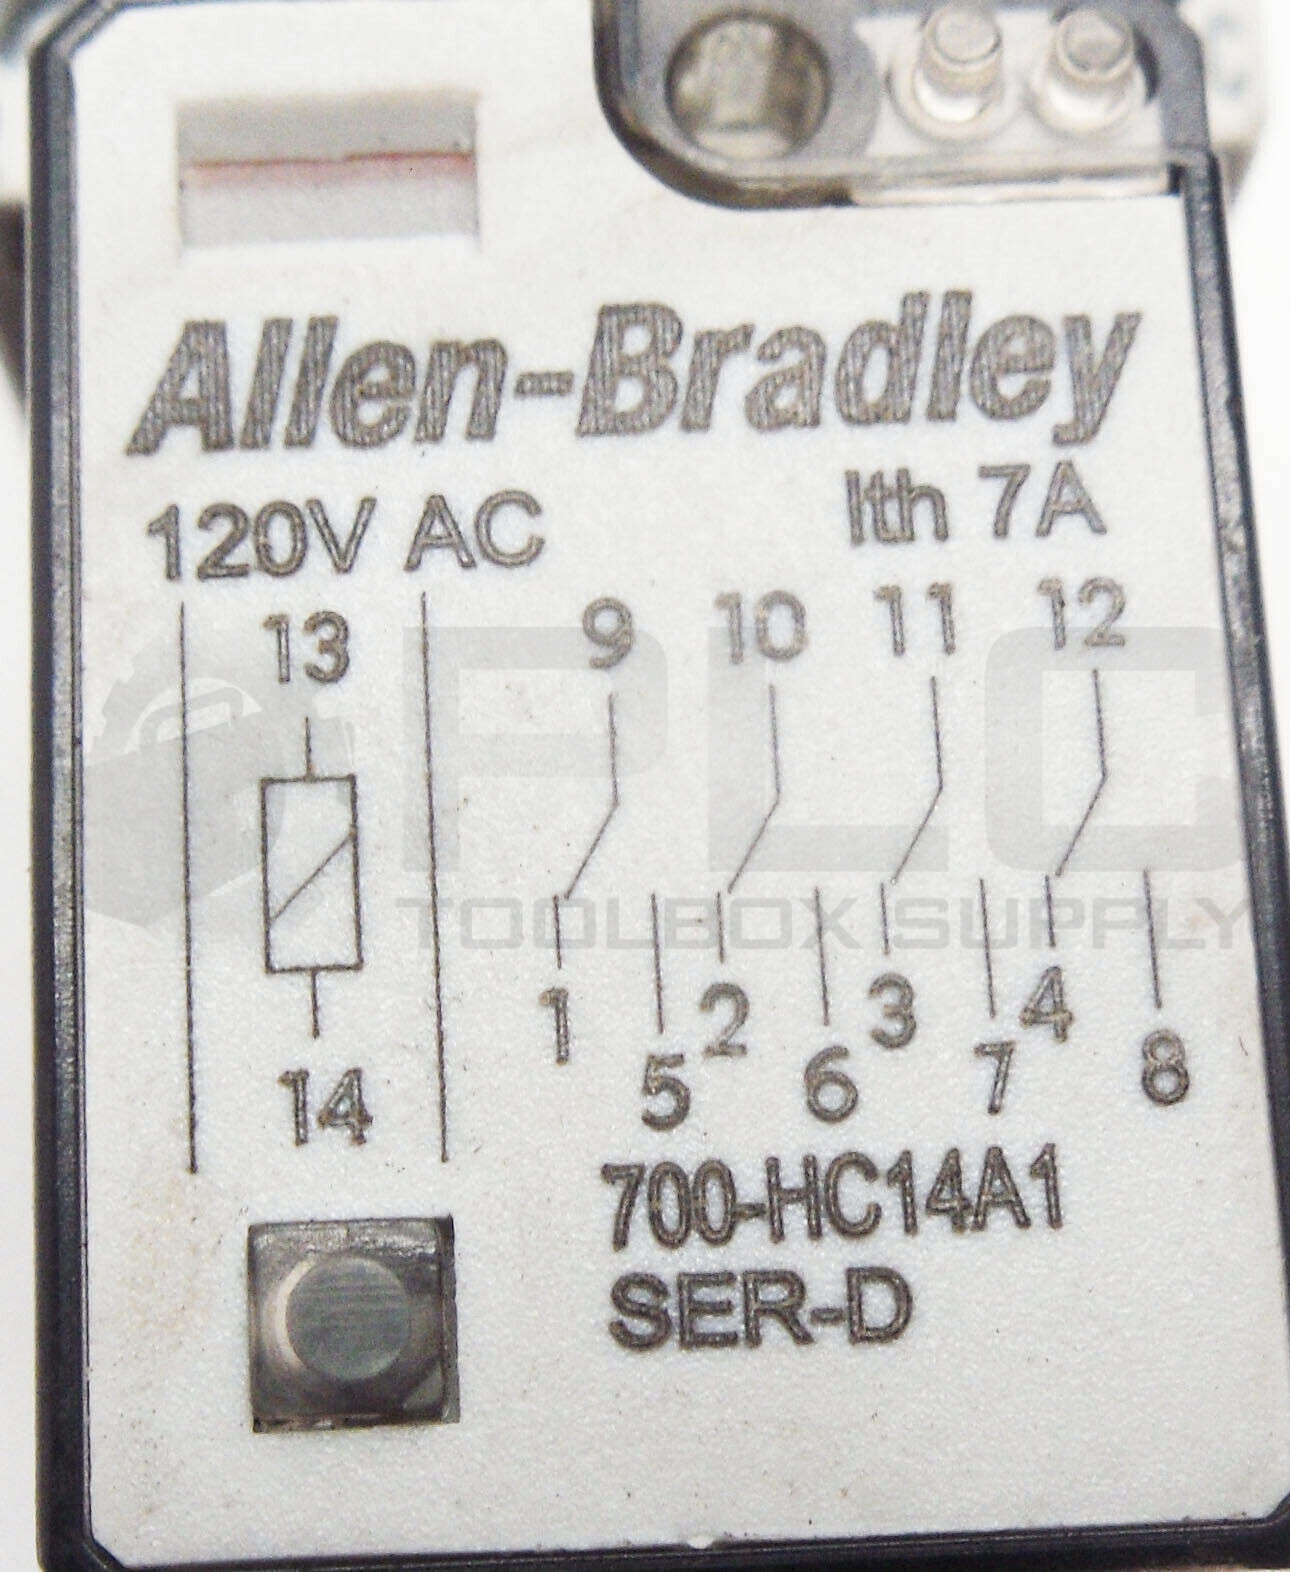 Allen-Bradley
120V AC Ith 7A
13 9 10 11 12
PLC
TOOLBOX SUPPLY
1 2 3 4
5 6 7 8
14
700-HC14A1
SER-D